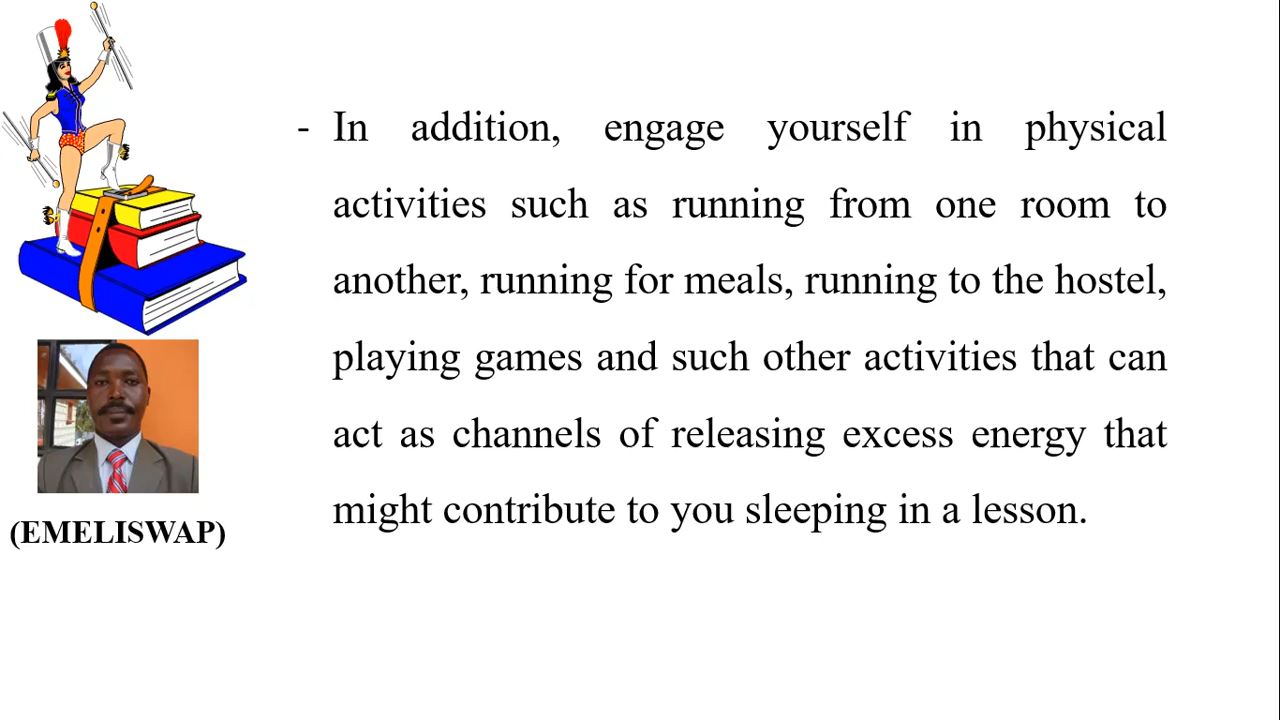 - In addition, engage yourself in physical
activities such as running from one room to
another, running for meals, running to the hostel,
playing games and such other activities that can
act as channels of releasing excess energy that
might contribute to you sleeping in a lesson.
(EMELISWAP)